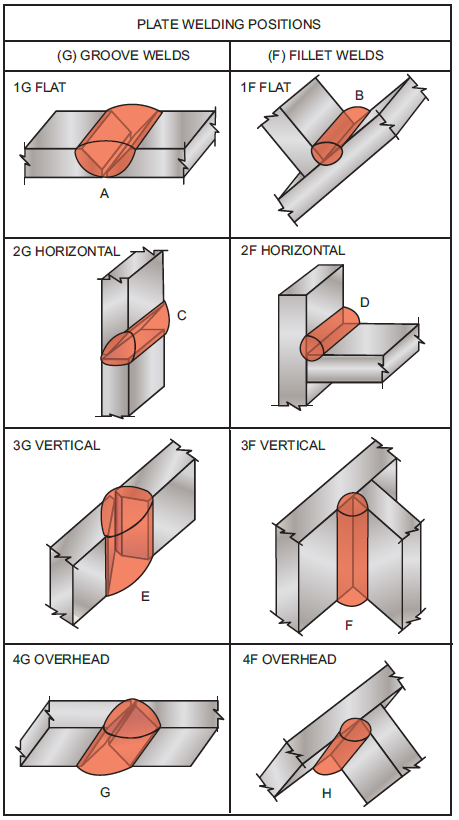 PLATE WELDING POSITIONS
(G) GROOVE WELDS
(F) FILLET WELDS
1G FLAT
A
1F FLAT
B
2G HORIZONTAL
C
2F HORIZONTAL
D
3G VERTICAL
E
3F VERTICAL
F
4G OVERHEAD
G
4F OVERHEAD
H